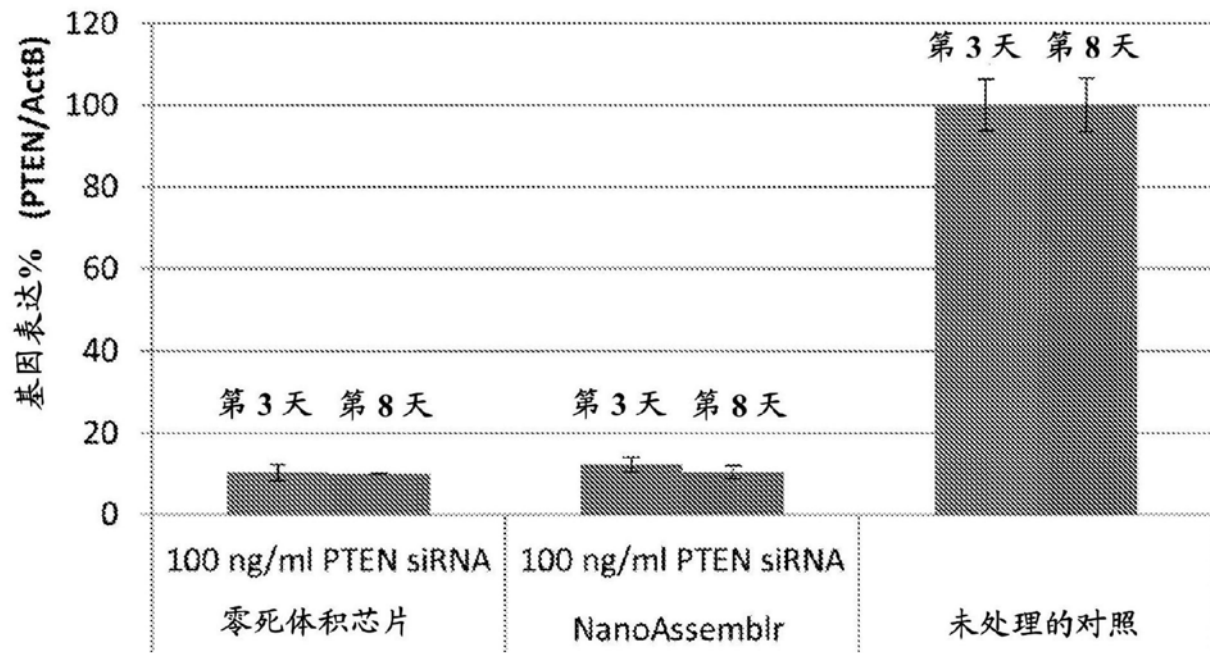 基因表达% (PTEN/ActB)
120
100
80
60
40
20
0
第 3 天 第 8 天
第 3 天 第 8 天
第 3 天 第 8 天
100 ng/ml PTEN siRNA
零死体积芯片
100 ng/ml PTEN siRNA
NanoAssemblr
未处理的对照